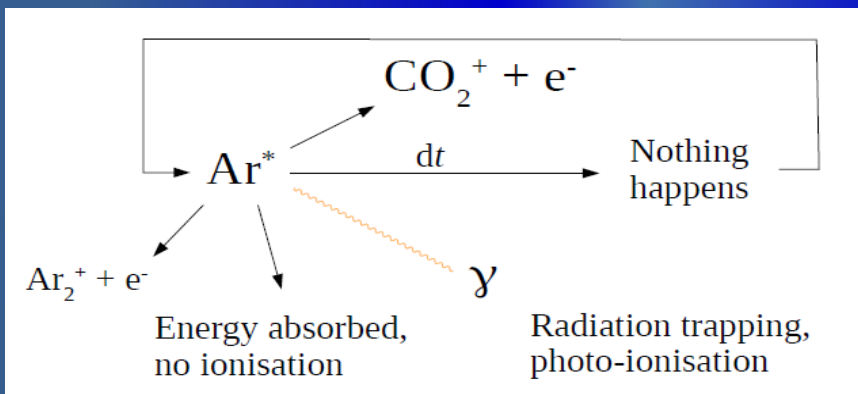 CO₂⁺ + e⁻
Ar* dt Nothing
happens
Ar₂⁺ + e⁻
γ
Energy absorbed,
no ionisation
Radiation trapping,
photo-ionisation